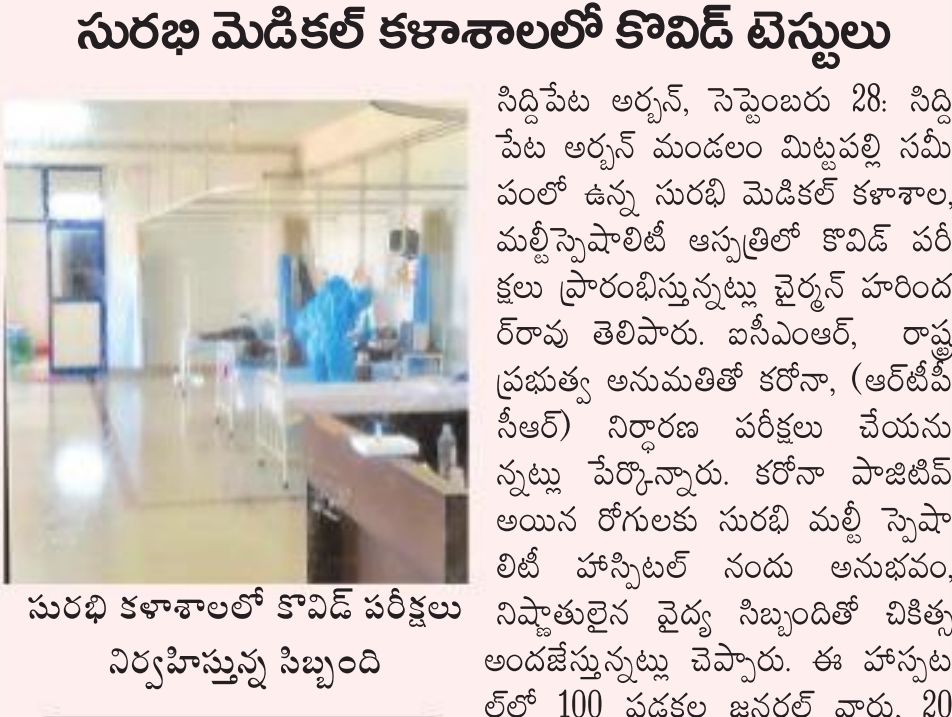 సురభి మెడికల్ కళాశాలలో కొవిడ్ టెస్టులు
సిద్దిపేట అర్బన్, సెప్టెంబరు 28: సిద్ది
పేట అర్బన్ మండలం మిట్టపల్లి సమీ
పంలో ఉన్న సురభి మెడికల్ కళాశాల,
మల్టీస్పెషాలిటీ ఆస్పత్రిలో కొవిడ్ పరీ
క్షలు ప్రారంభిస్తున్నట్లు చైర్మన్ హరింద
ర్‌రావు తెలిపారు. ఐసీఎంఆర్, రాష్ట్ర
ప్రభుత్వ అనుమతితో కరోనా, (ఆర్‌టీపీ
సీఆర్) నిర్ధారణ పరీక్షలు చేయను
న్నట్లు పేర్కొన్నారు. కరోనా పాజిటివ్
అయిన రోగులకు సురభి మల్టీ స్పెషా
లిటీ హాస్పిటల్ నందు అనుభవం,
నిష్ణాతులైన వైద్య సిబ్బందితో చికిత్స
అందజేస్తున్నట్లు చెప్పారు. ఈ హాస్పట
ల్‌లో 100 పడకల జనరల్ వార్డు, 20
సురభి కళాశాలలో కొవిడ్ పరీక్షలు
నిర్వహిస్తున్న సిబ్బంది